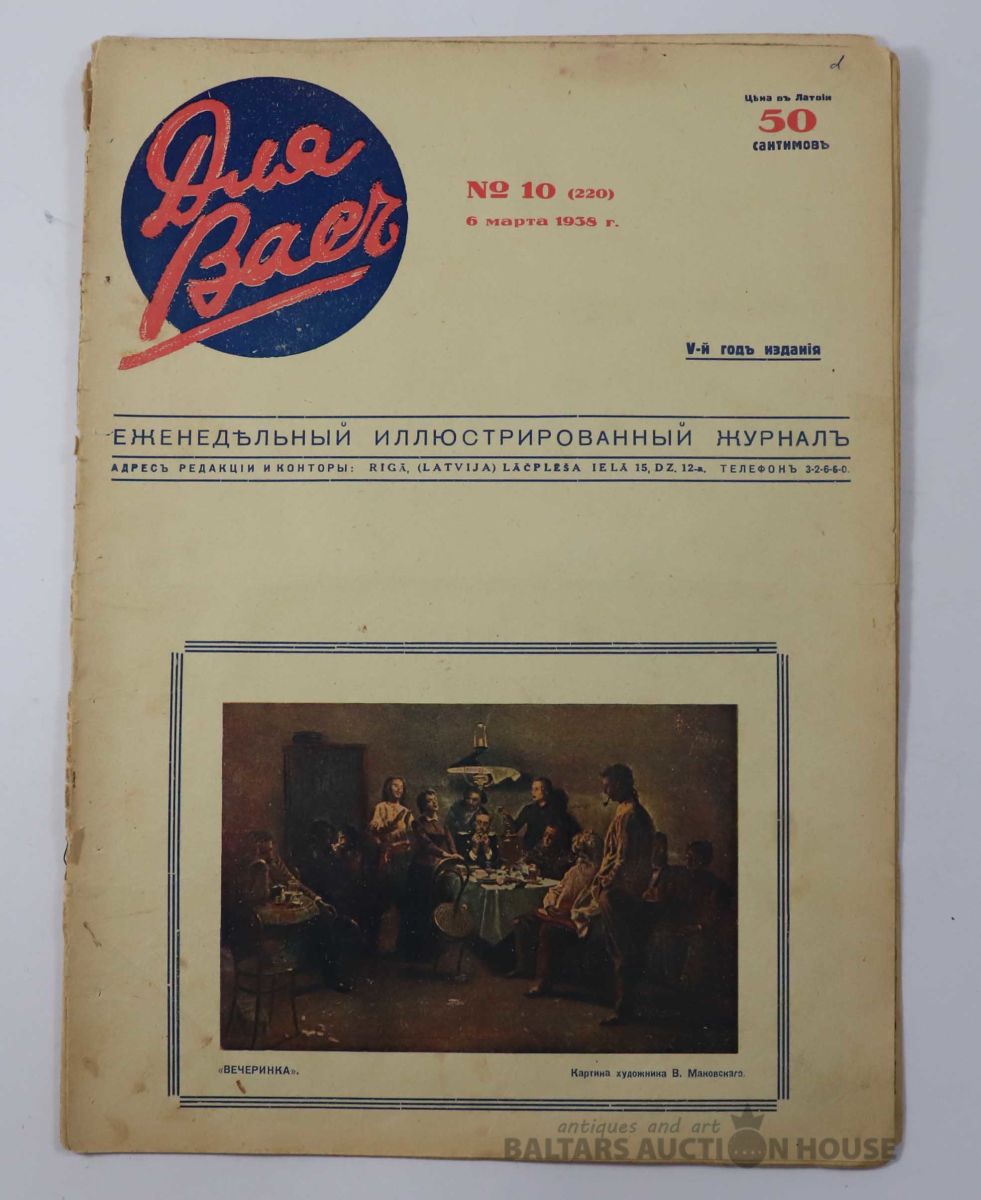 Для
Васъ
Цѣна въ Латвіи
50
сантимовъ
№ 10 (220)
6 марта 1938 г.
V-й годъ изданія
ЕЖЕНЕДѢЛЬНЫЙ ИЛЛЮСТРИРОВАННЫЙ ЖУРНАЛЪ
АДРЕСЪ РЕДАКЦІИ И КОНТОРЫ: RIGĀ, (LATVIJA) LĀČPLĒŠA IELĀ 15, DZ. 12-a. ТЕЛЕФОНЪ 3-2-6-6-0.
«ВЕЧЕРИНКА».
Картина художника В. Маковскаго.
antiques and art
BALTARS AUCTION HOUSE